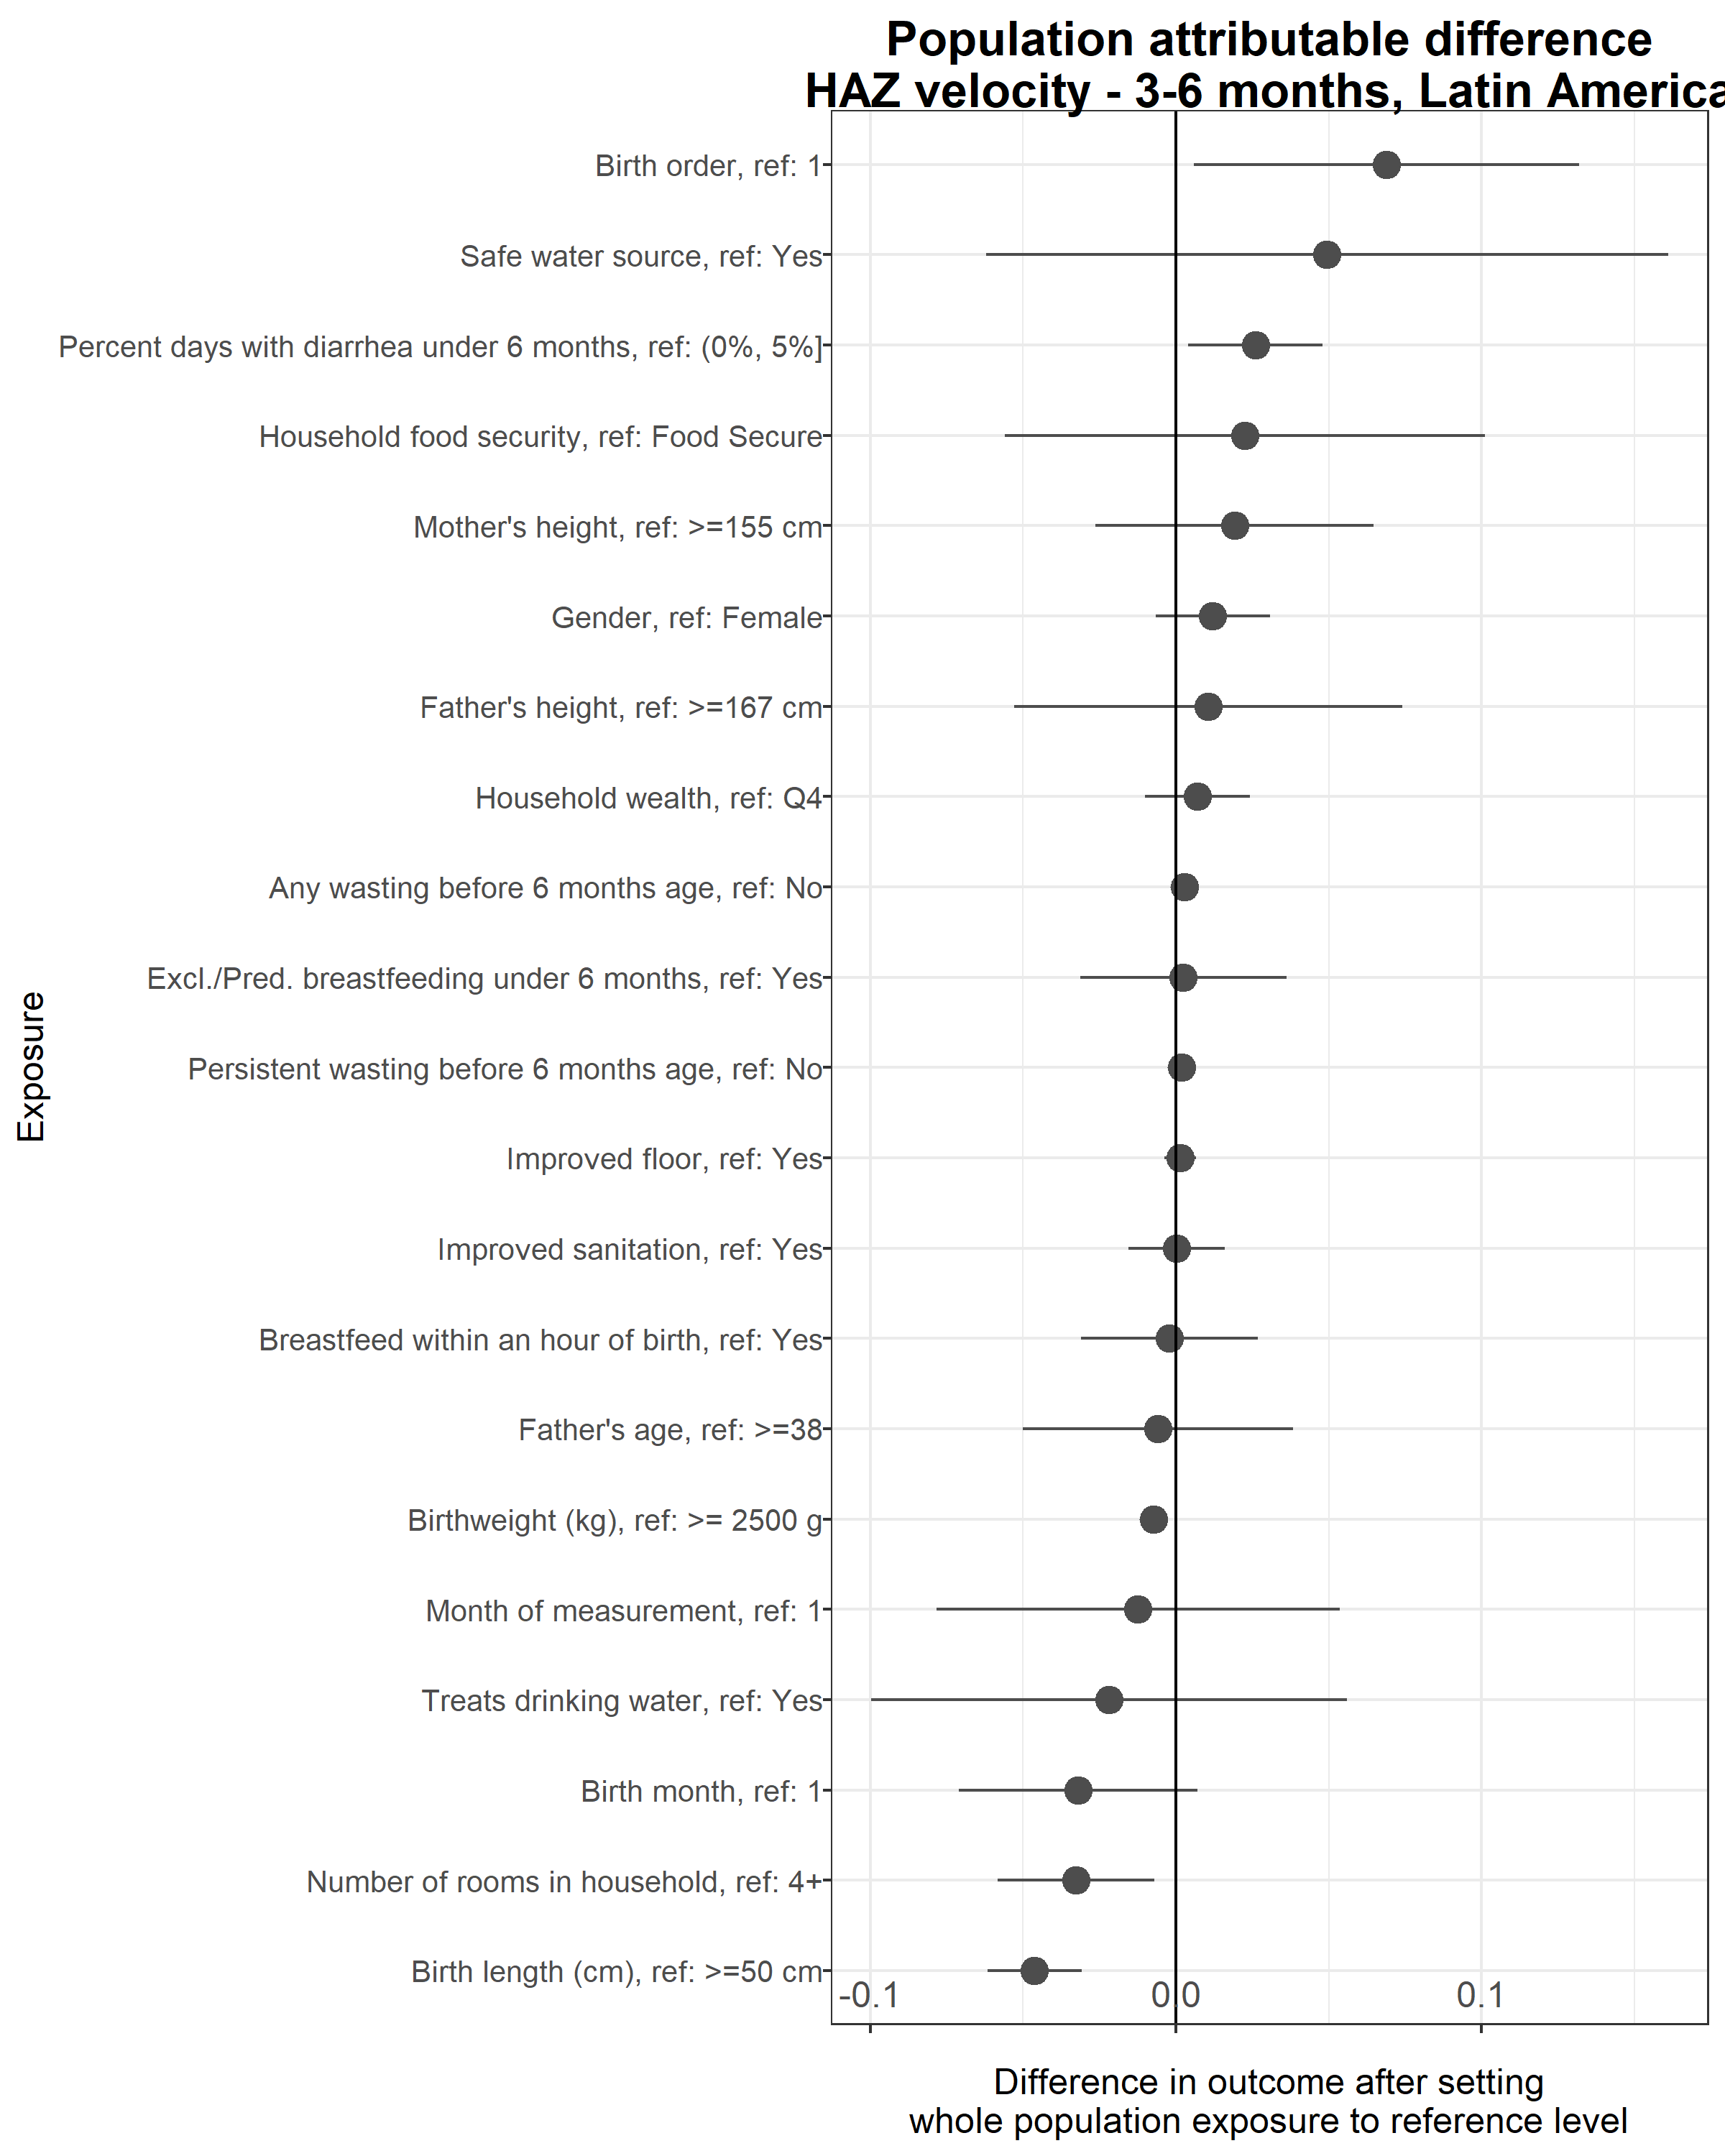 Population attributable difference
HAZ velocity - 3-6 months, Latin America
Birth order, ref: 1
Safe water source, ref: Yes
Percent days with diarrhea under 6 months, ref: (0%, 5%]
Household food security, ref: Food Secure
Mother's height, ref: >=155 cm
Gender, ref: Female
Father's height, ref: >=167 cm
Household wealth, ref: Q4
Any wasting before 6 months age, ref: No
Excl./Pred. breastfeeding under 6 months, ref: Yes
Persistent wasting before 6 months age, ref: No
Improved floor, ref: Yes
Improved sanitation, ref: Yes
Breastfeed within an hour of birth, ref: Yes
Father's age, ref: >=38
Birthweight (kg), ref: >= 2500 g
Month of measurement, ref: 1
Treats drinking water, ref: Yes
Birth month, ref: 1
Number of rooms in household, ref: 4+
Birth length (cm), ref: >=50 cm
Exposure
-0.1 0.0 0.1
Difference in outcome after setting
whole population exposure to reference level